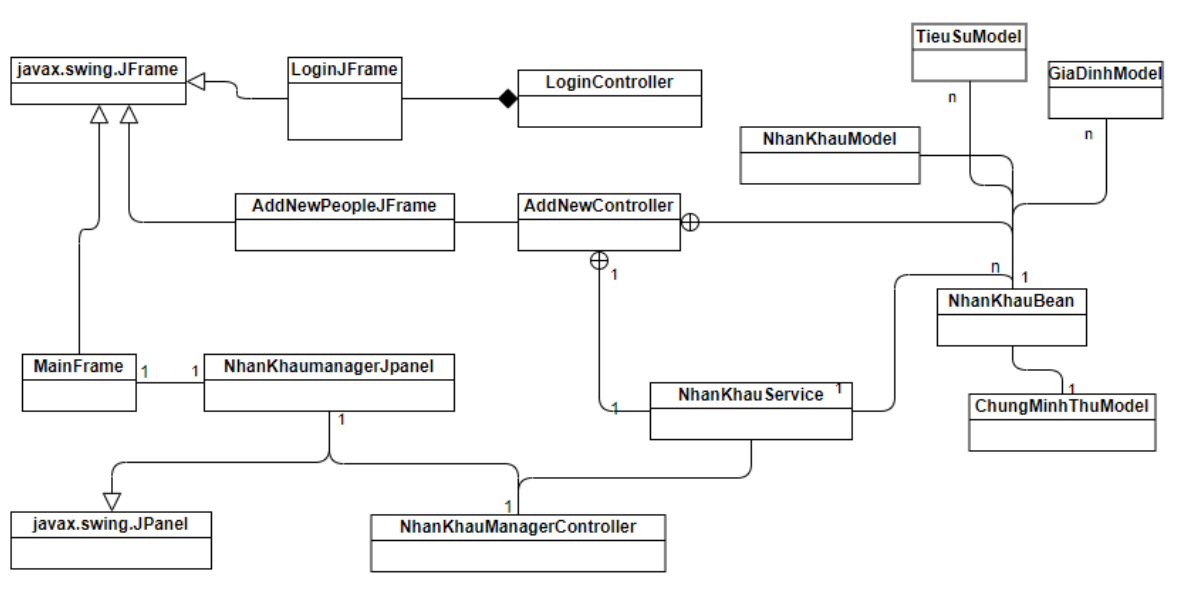 TieuSuModel
javax.swing.JFrame
LoginJFrame
LoginController
GiaDinhModel
n
n
NhanKhauModel
AddNewPeopleJFrame
AddNewController
1
n
1
NhanKhauBean
MainFrame
1
1
NhanKhaumanagerJpanel
NhanKhauService
1
1
1
ChungMinhThuModel
1
1
javax.swing.JPanel
NhanKhauManagerController